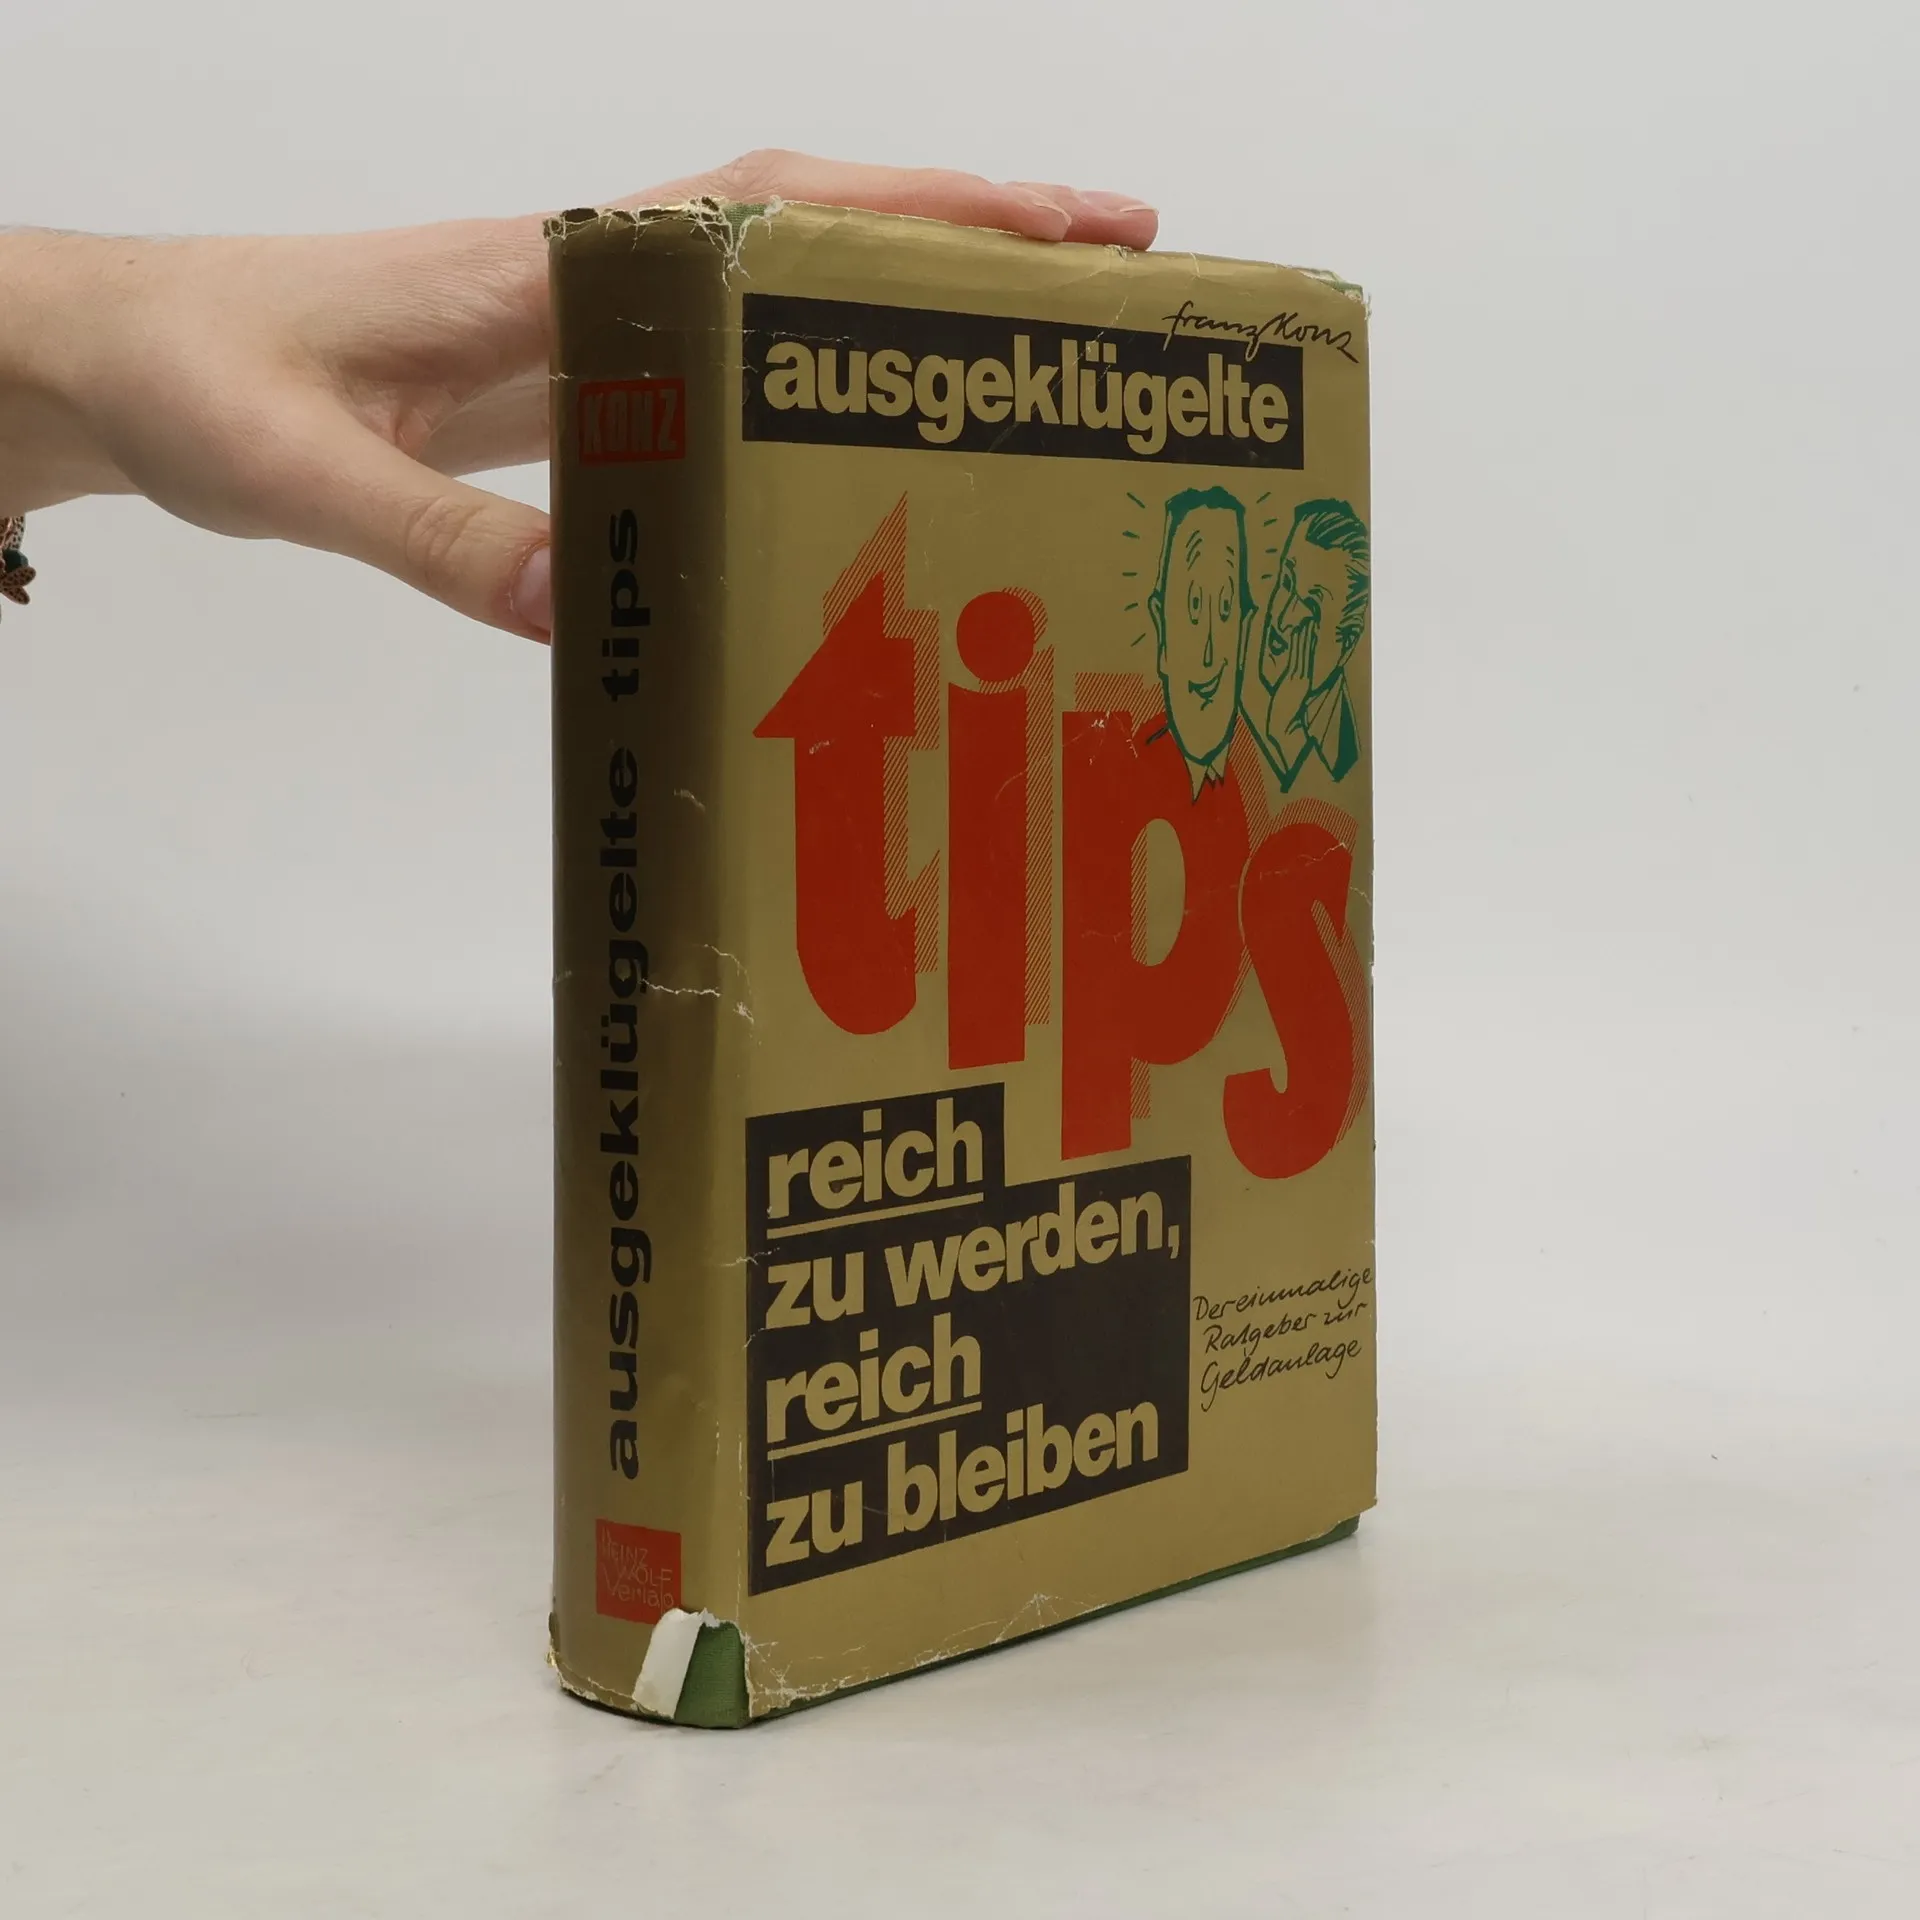 KONZ
ausgeklügelte tips
HEINZ
WOLF
Verlag
franz Konz
ausgeklügelte
tips
reich
zu werden,
reich
zu bleiben
Der einmalige
Ratgeber zur
Geldanlage